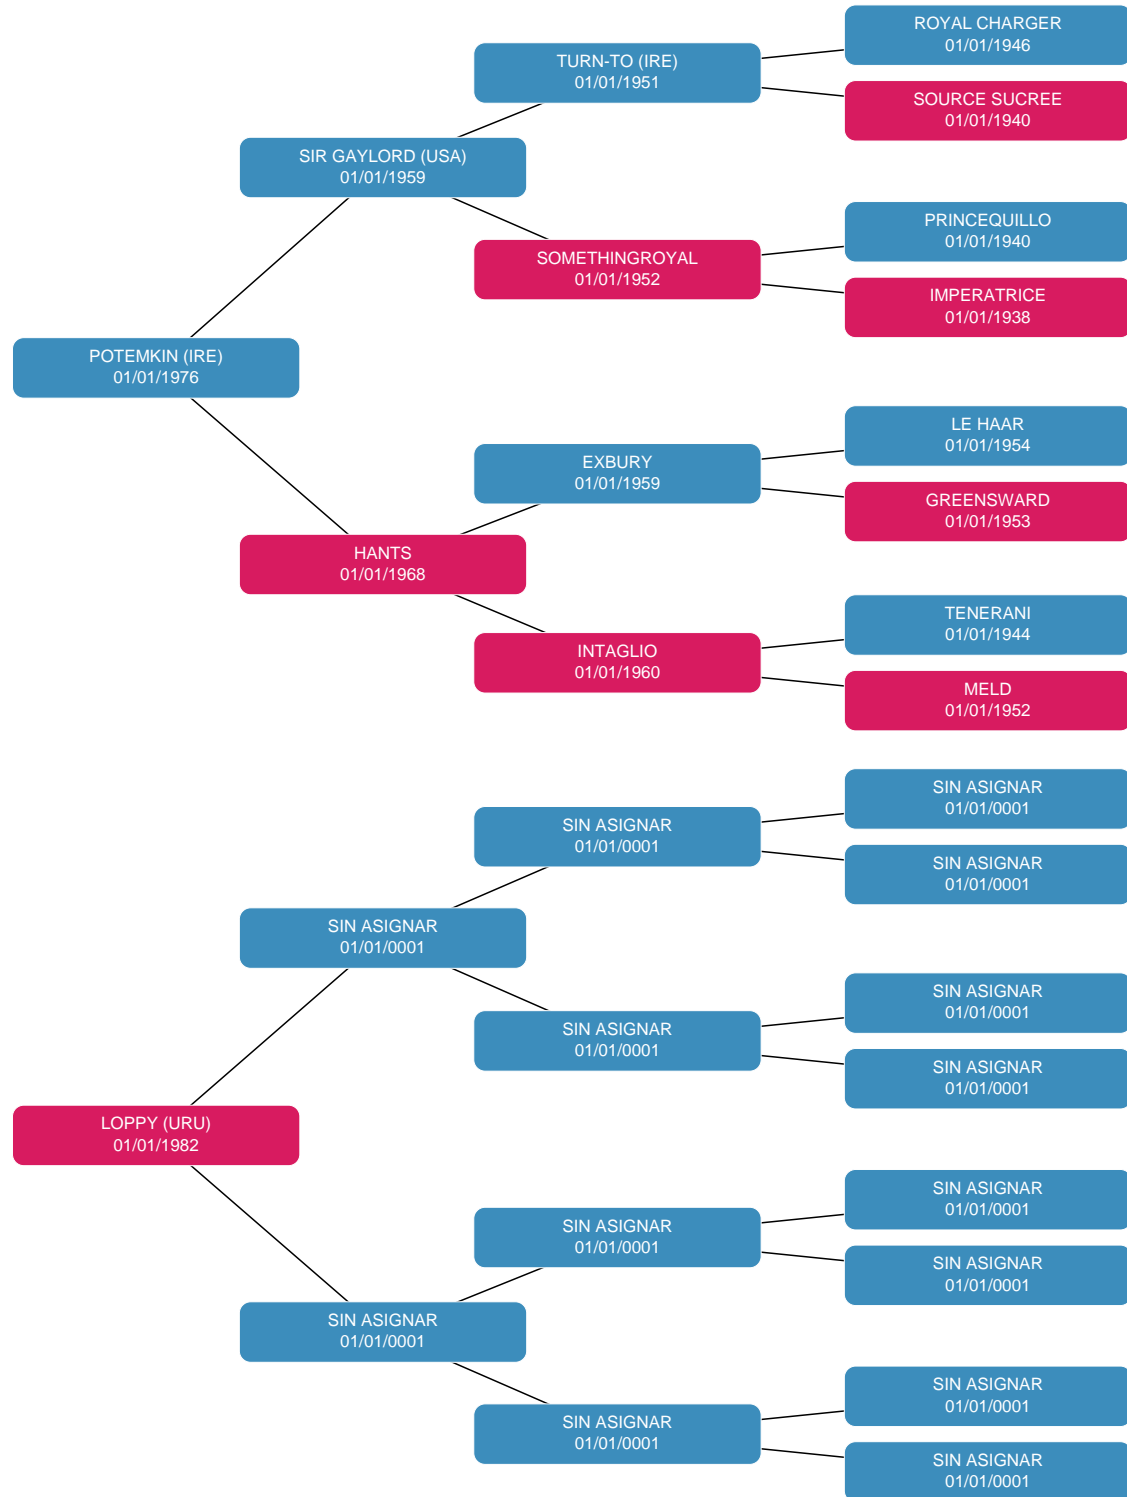 ROYAL CHARGER
01/01/1946
TURN-TO (IRE)
01/01/1951
SOURCE SUCREE
01/01/1940
SIR GAYLORD (USA)
01/01/1959
PRINCEQUILLO
01/01/1940
SOMETHINGROYAL
01/01/1952
IMPERATRICE
01/01/1938
POTEMKIN (IRE)
01/01/1976
LE HAAR
01/01/1954
EXBURY
01/01/1959
GREENSWARD
01/01/1953
HANTS
01/01/1968
TENERANI
01/01/1944
INTAGLIO
01/01/1960
MELD
01/01/1952
SIN ASIGNAR
01/01/0001
SIN ASIGNAR
01/01/0001
SIN ASIGNAR
01/01/0001
SIN ASIGNAR
01/01/0001
SIN ASIGNAR
01/01/0001
SIN ASIGNAR
01/01/0001
SIN ASIGNAR
01/01/0001
LOPPY (URU)
01/01/1982
SIN ASIGNAR
01/01/0001
SIN ASIGNAR
01/01/0001
SIN ASIGNAR
01/01/0001
SIN ASIGNAR
01/01/0001
SIN ASIGNAR
01/01/0001
SIN ASIGNAR
01/01/0001
SIN ASIGNAR
01/01/0001